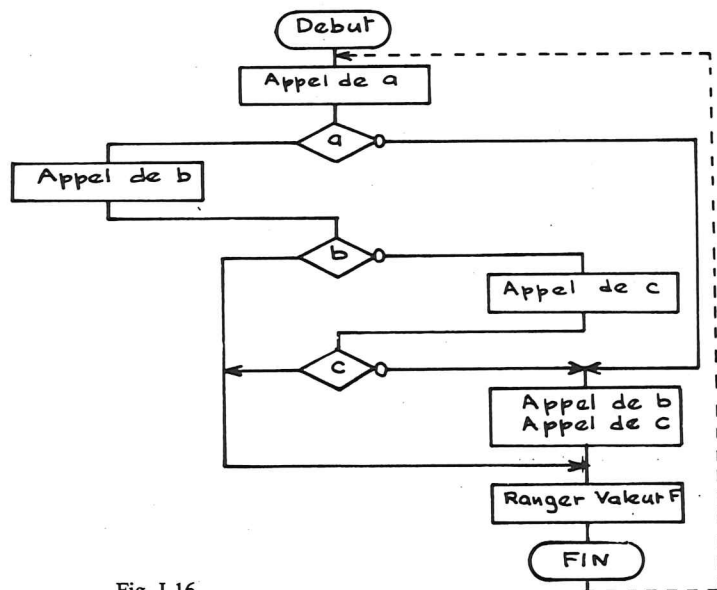 Debut
Appel de a
a
Appel de b
b
Appel de c
c
Appel de b
Appel de c
Ranger Valeur F
FIN
Fig. I.16